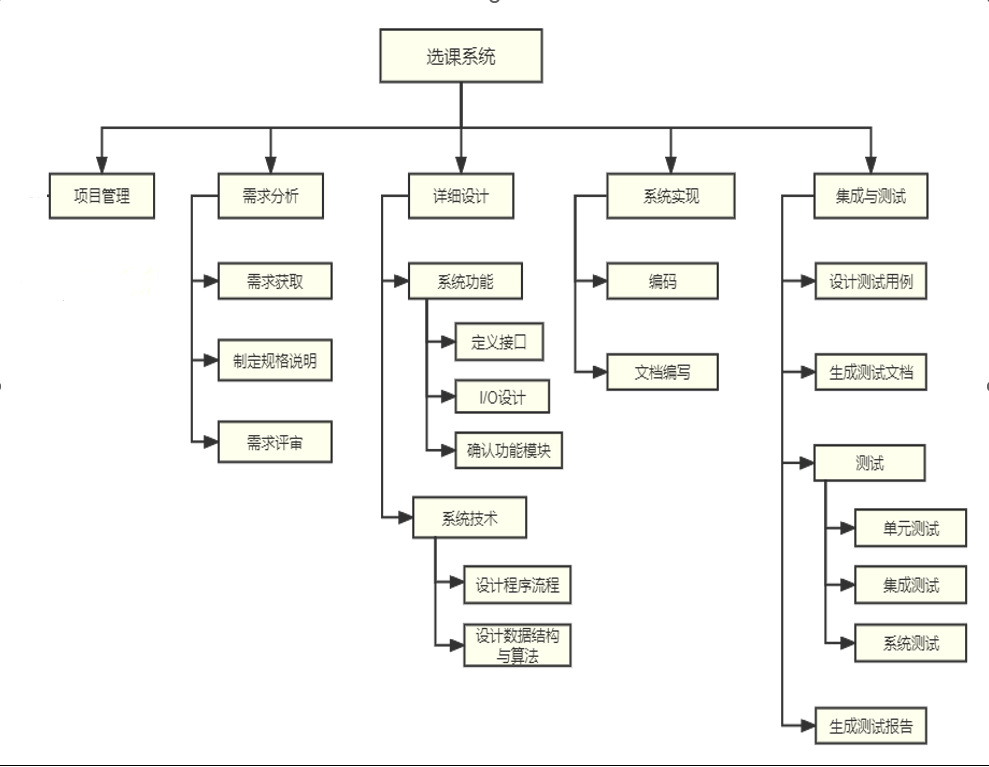 选课系统
项目管理
需求分析
详细设计
系统实现
集成与测试
需求获取
制定规格说明
需求评审
系统功能
定义接口
I/O设计
确认功能模块
系统技术
设计程序流程
设计数据结构
与算法
编码
文档编写
设计测试用例
生成测试文档
测试
单元测试
集成测试
系统测试
生成测试报告